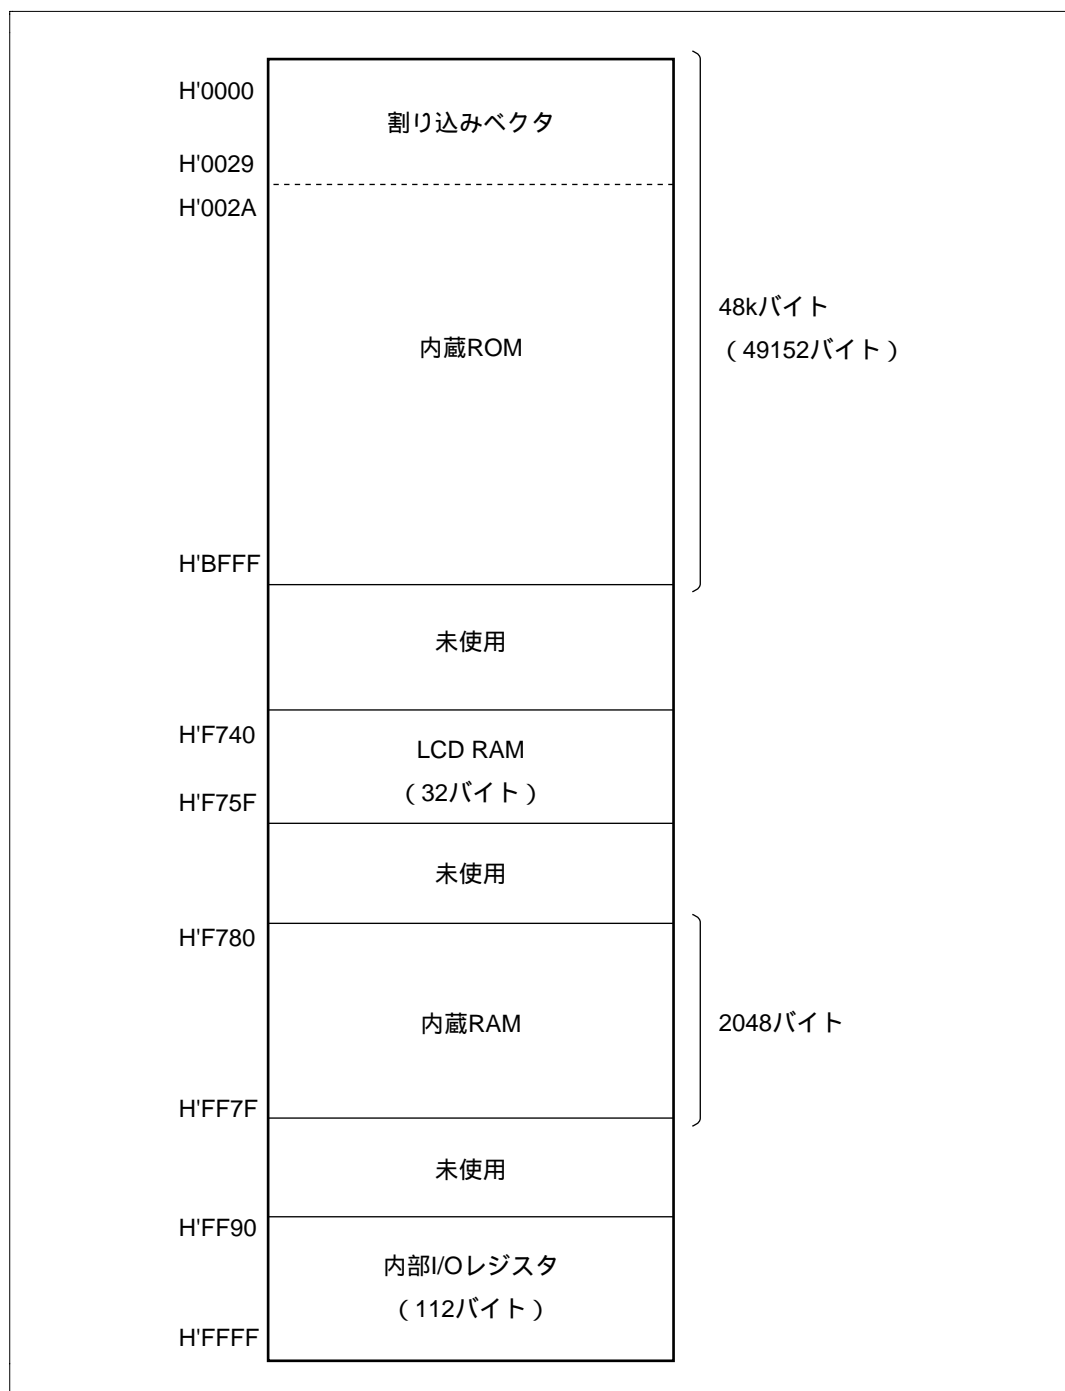 H'0000
割り込みベクタ
H'0029
H'002A
48kバイト
内蔵ROM
（49152バイト）
H'BFFF
未使用
H'F740
LCD RAM
（32バイト）
H'F75F
未使用
H'F780
内蔵RAM
2048バイト
H'FF7F
未使用
H'FF90
内部I/Oレジスタ
（112バイト）
H'FFFF